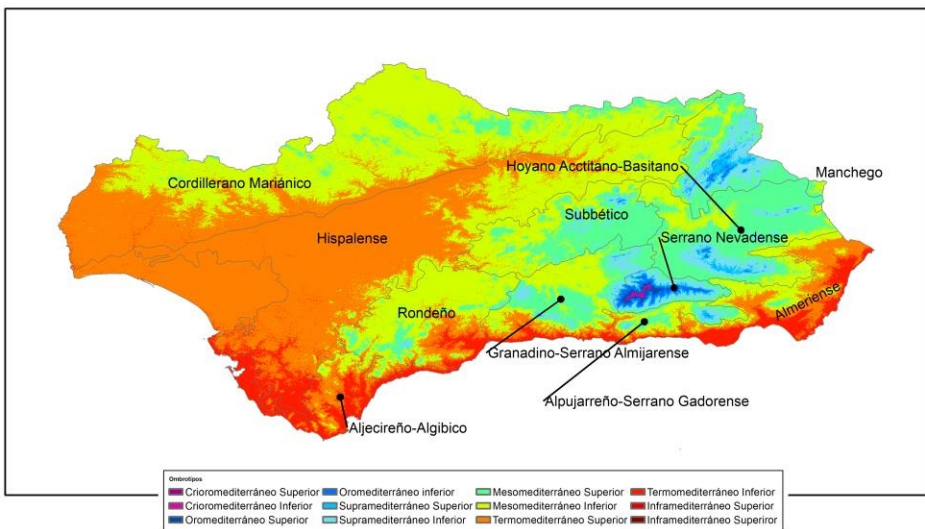 Hoyano Acctitano-Basitano
Manchego
Cordillerano Mariánico
Subbético
Hispalense
Serrano Nevadense
Almeriense
Rondeño
Granadino-Serrano Almijarense
Alpujarreño-Serrano Gadorense
Aljecireño-Algibico
Ombrotipos
Crioromediterráneo Superior Oromediterráneo inferior Mesomediterráneo Superior Termomediterráneo Inferior
Crioromediterráneo Inferior Supramediterráneo Superior Mesomediterráneo Inferior Inframediterráneo Superior
Oromediterráneo Superior Supramediterráneo Inferior Termomediterráneo Superior Inframediterráneo Superior